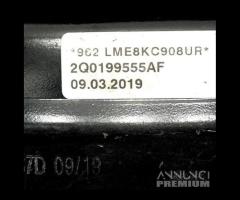 *962 LME8KC908UR*
2Q0199555AF
09.03.2019
7D 09/18
ANNUNCI
PREMIUM